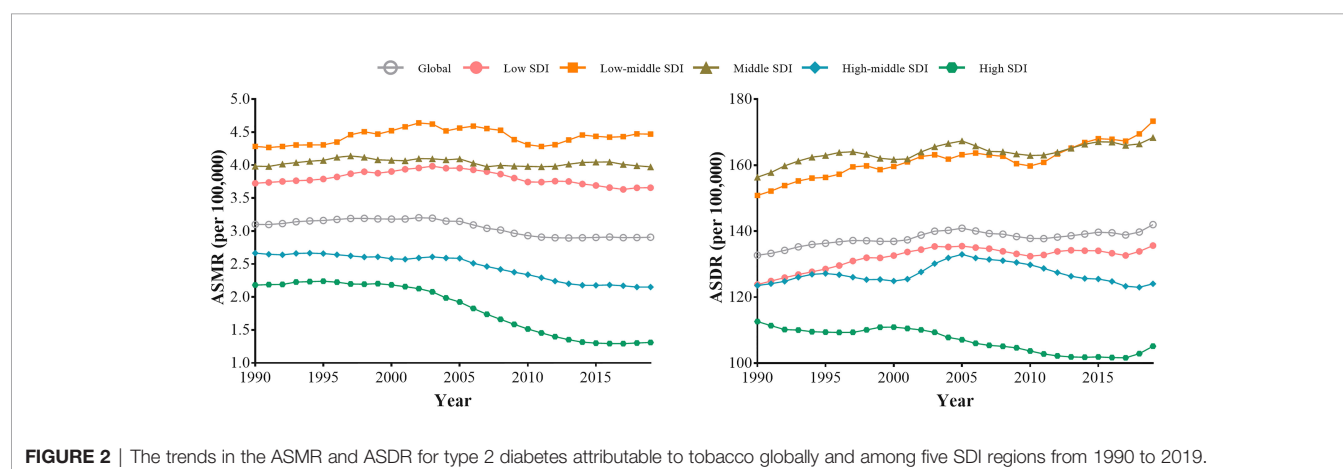 Global Low SDI Low-middle SDI Middle SDI High-middle SDI High SDI
5.0
4.5
4.0
3.5
3.0
2.5
2.0
1.5
1.0
ASMR (per 100,000)
1990 1995 2000 2005 2010 2015
Year
180
160
140
120
100
ASDR (per 100,000)
1990 1995 2000 2005 2010 2015
Year
FIGURE 2 | The trends in the ASMR and ASDR for type 2 diabetes attributable to tobacco globally and among five SDI regions from 1990 to 2019.